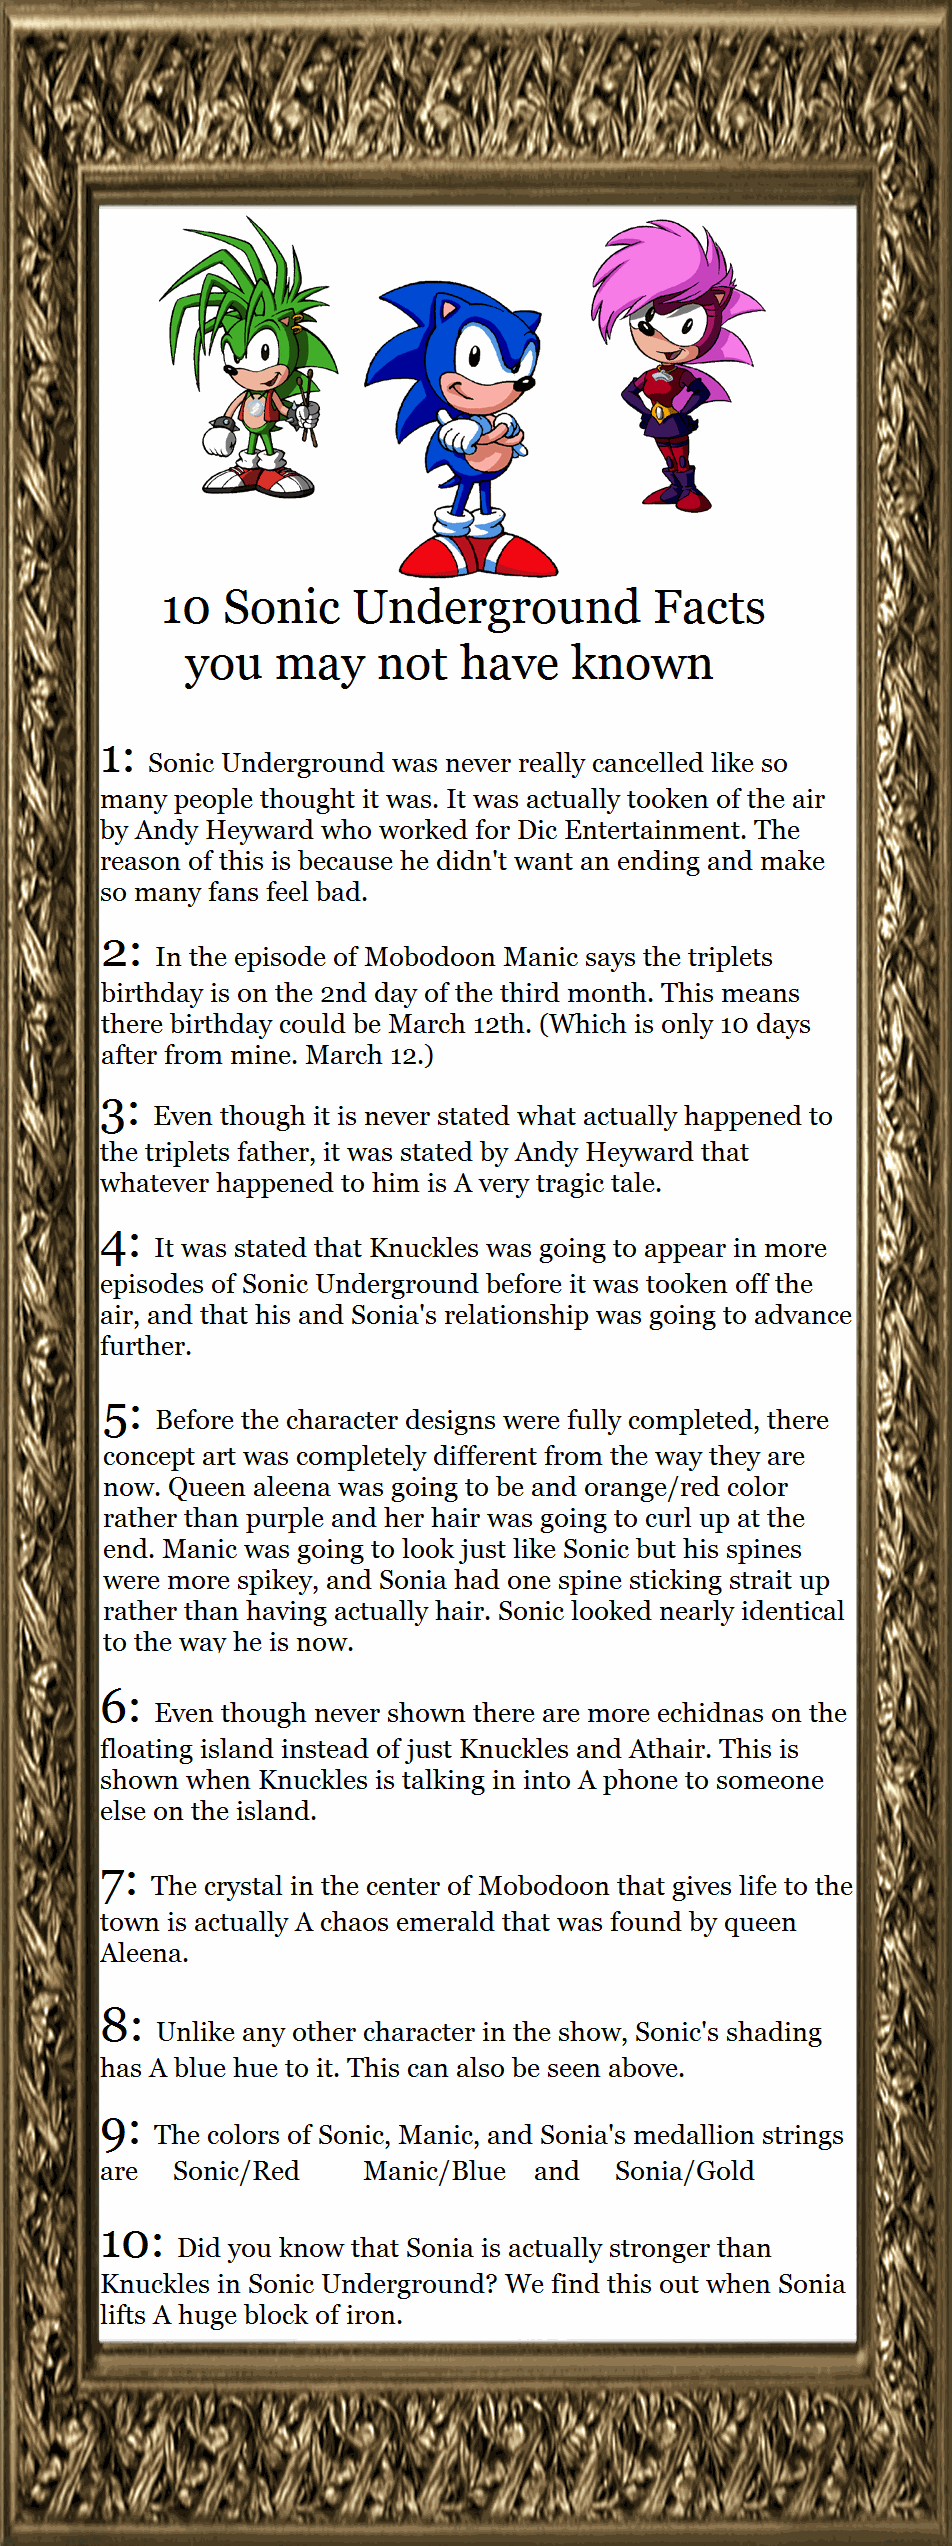 10 Sonic Underground Facts
you may not have known
1: Sonic Underground was never really cancelled like so
many people thought it was. It was actually tooken of the air
by Andy Heyward who worked for Dic Entertainment. The
reason of this is because he didn't want an ending and make
so many fans feel bad.
2: In the episode of Mobodoon Manic says the triplets
birthday is on the 2nd day of the third month. This means
there birthday could be March 12th. (Which is only 10 days
after from mine. March 12.)
3: Even though it is never stated what actually happened to
the triplets father, it was stated by Andy Heyward that
whatever happened to him is A very tragic tale.
4: It was stated that Knuckles was going to appear in more
episodes of Sonic Underground before it was tooken off the
air, and that his and Sonia's relationship was going to advance
further.
5: Before the character designs were fully completed, there
concept art was completely different from the way they are
now. Queen aleena was going to be and orange/red color
rather than purple and her hair was going to curl up at the
end. Manic was going to look just like Sonic but his spines
were more spikey, and Sonia had one spine sticking strait up
rather than having actually hair. Sonic looked nearly identical
to the way he is now.
6: Even though never shown there are more echidnas on the
floating island instead of just Knuckles and Athair. This is
shown when Knuckles is talking in into A phone to someone
else on the island.
7: The crystal in the center of Mobodoon that gives life to the
town is actually A chaos emerald that was found by queen
Aleena.
8: Unlike any other character in the show, Sonic's shading
has A blue hue to it. This can also be seen above.
9: The colors of Sonic, Manic, and Sonia's medallion strings
are Sonic/Red Manic/Blue and Sonia/Gold
10: Did you know that Sonia is actually stronger than
Knuckles in Sonic Underground? We find this out when Sonia
lifts A huge block of iron.